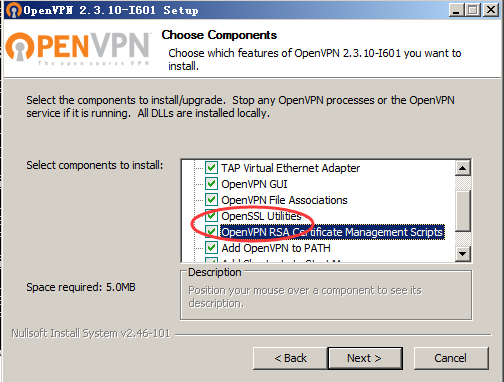 OpenVPN 2.3.10-I601 Setup
OPENVPN
The open source VPN
Choose Components
Choose which features of OpenVPN 2.3.10-I601 you want to
install.
Select the components to install/upgrade. Stop any OpenVPN processes or the OpenVPN
service if it is running. All DLLs are installed locally.
Select components to install:
TAP Virtual Ethernet Adapter
OpenVPN GUI
OpenVPN File Associations
OpenSSL Utilities
OpenVPN RSA Certificate Management Scripts
Add OpenVPN to PATH
Add Shortcuts to Start Menu
Space required: 5.0MB
Description
Position your mouse over a component to see its
description.
Nullsoft Install System v2.46-101
< Back
Next >
Cancel